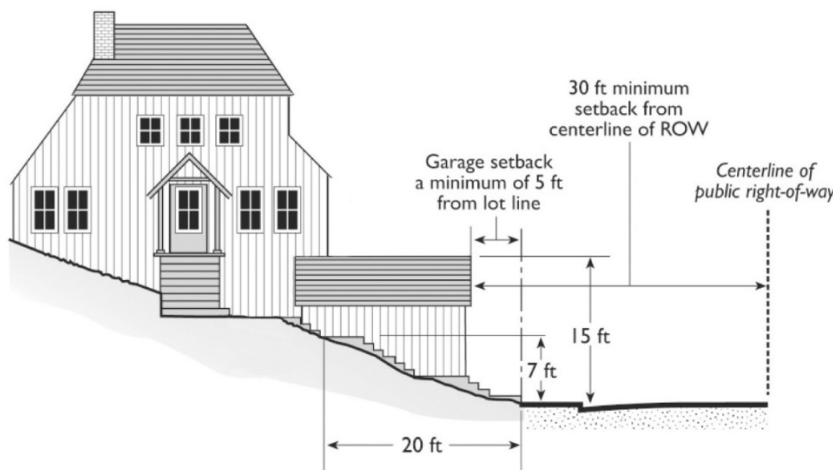 30 ft minimum
setback from
centerline of ROW
Garage setback
a minimum of 5 ft
from lot line
Centerline of
public right-of-way
15 ft
7 ft
20 ft